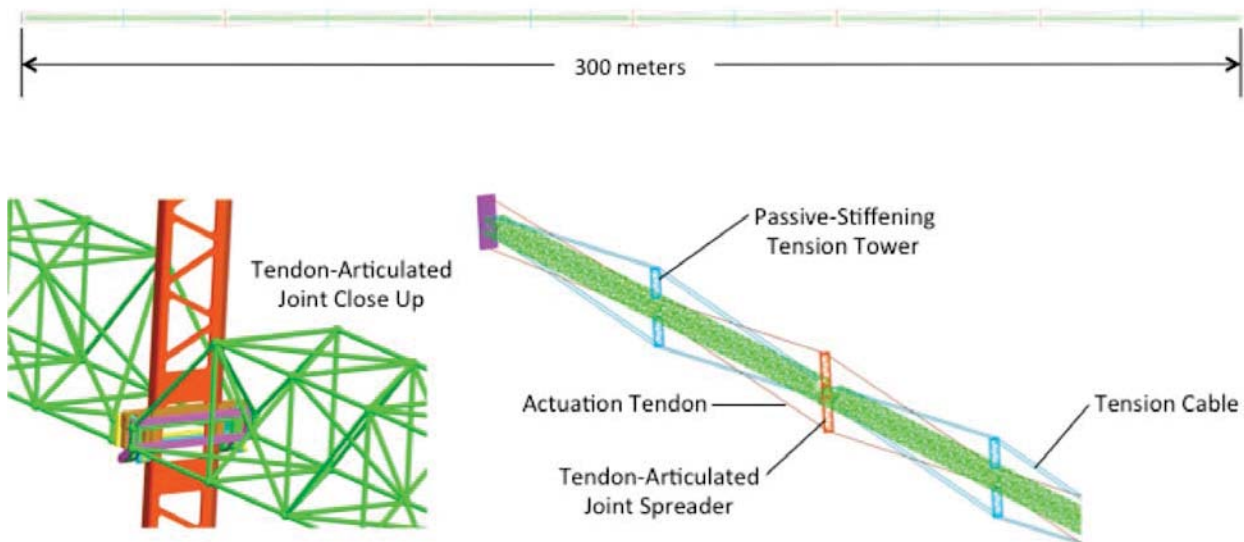 300 meters
Tendon-Articulated
Joint Close Up
Passive-Stiffening
Tension Tower
Actuation Tendon
Tension Cable
Tendon-Articulated
Joint Spreader